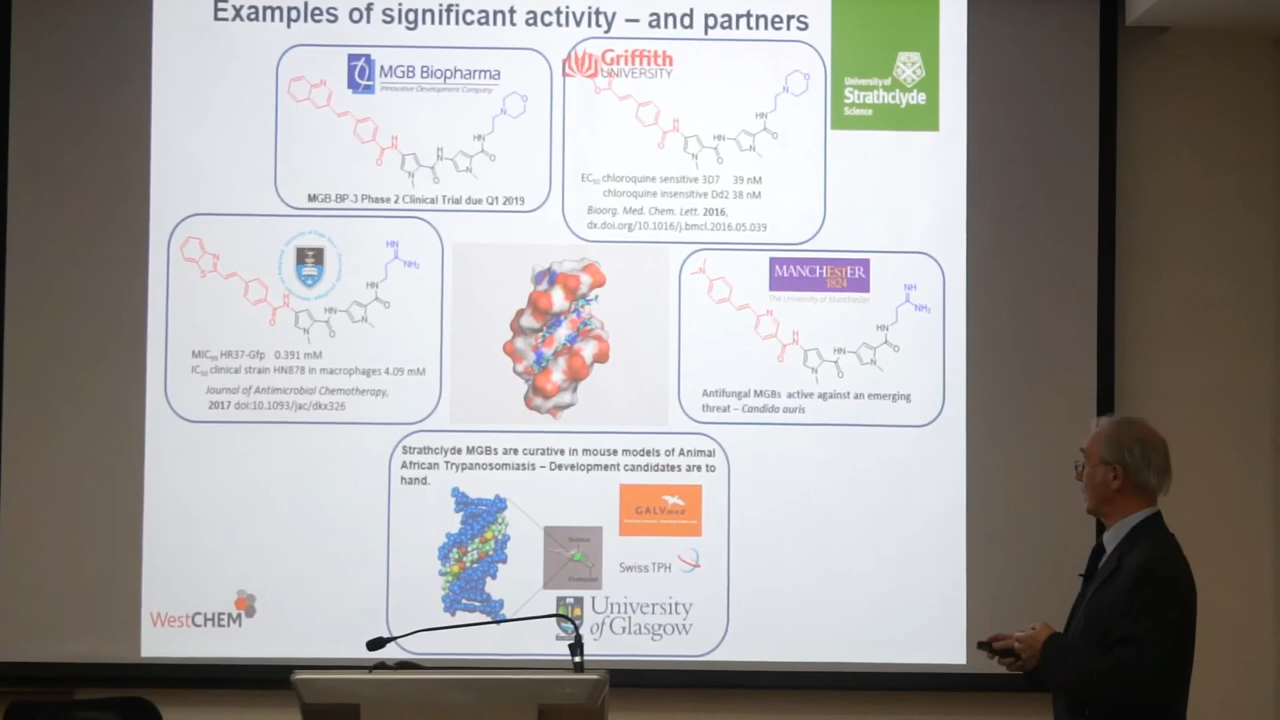 Examples of significant activity – and partners
MGB Biopharma
Innovative Development Company
MGB-BP-3 Phase 2 Clinical Trial due Q1 2019
Griffith
UNIVERSITY
EC50 chloroquine sensitive 3D7 39 nM
chloroquine insensitive Dd2 38 nM
Bioorg. Med. Chem. Lett. 2016,
dx.doi.org/10.1016/j.bmcl.2016.05.039
University of
Strathclyde
Science
MIC99 HR37-Gfp 0.391 mM
IC50 clinical strain HN878 in macrophages 4.09 mM
Journal of Antimicrobial Chemotherapy,
2017 doi:10.1093/jac/dkx326
MANCHESTER
1824
The University of Manchester
Antifungal MGBs active against an emerging
threat – Candida auris
Strathclyde MGBs are curative in mouse models of Animal
African Trypanosomiasis – Development candidates are to
hand.
GALVmed
Swiss TPH
University
of Glasgow
WestCHEM